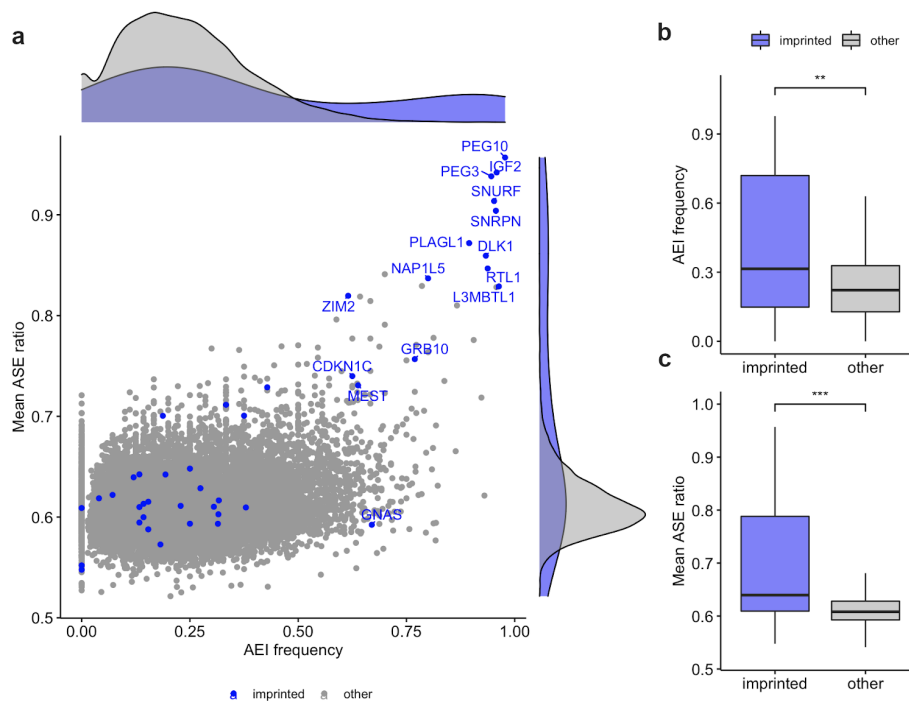 a
PEG10
IGF2
PEG3
SNURF
SNRPN
PLAGL1
DLK1
NAP1L5
RTL1
L3MBTL1
ZIM2
GRB10
CDKN1C
MEST
GNAS
0.9
0.8
0.7
0.6
0.5
Mean ASE ratio
0.00
0.25
0.50
0.75
1.00
AEI frequency
imprinted
other
b
imprinted
other
**
0.9
0.6
0.3
0.0
AEI frequency
imprinted
other
c
***
1.0
0.9
0.8
0.7
0.6
0.5
Mean ASE ratio
imprinted
other